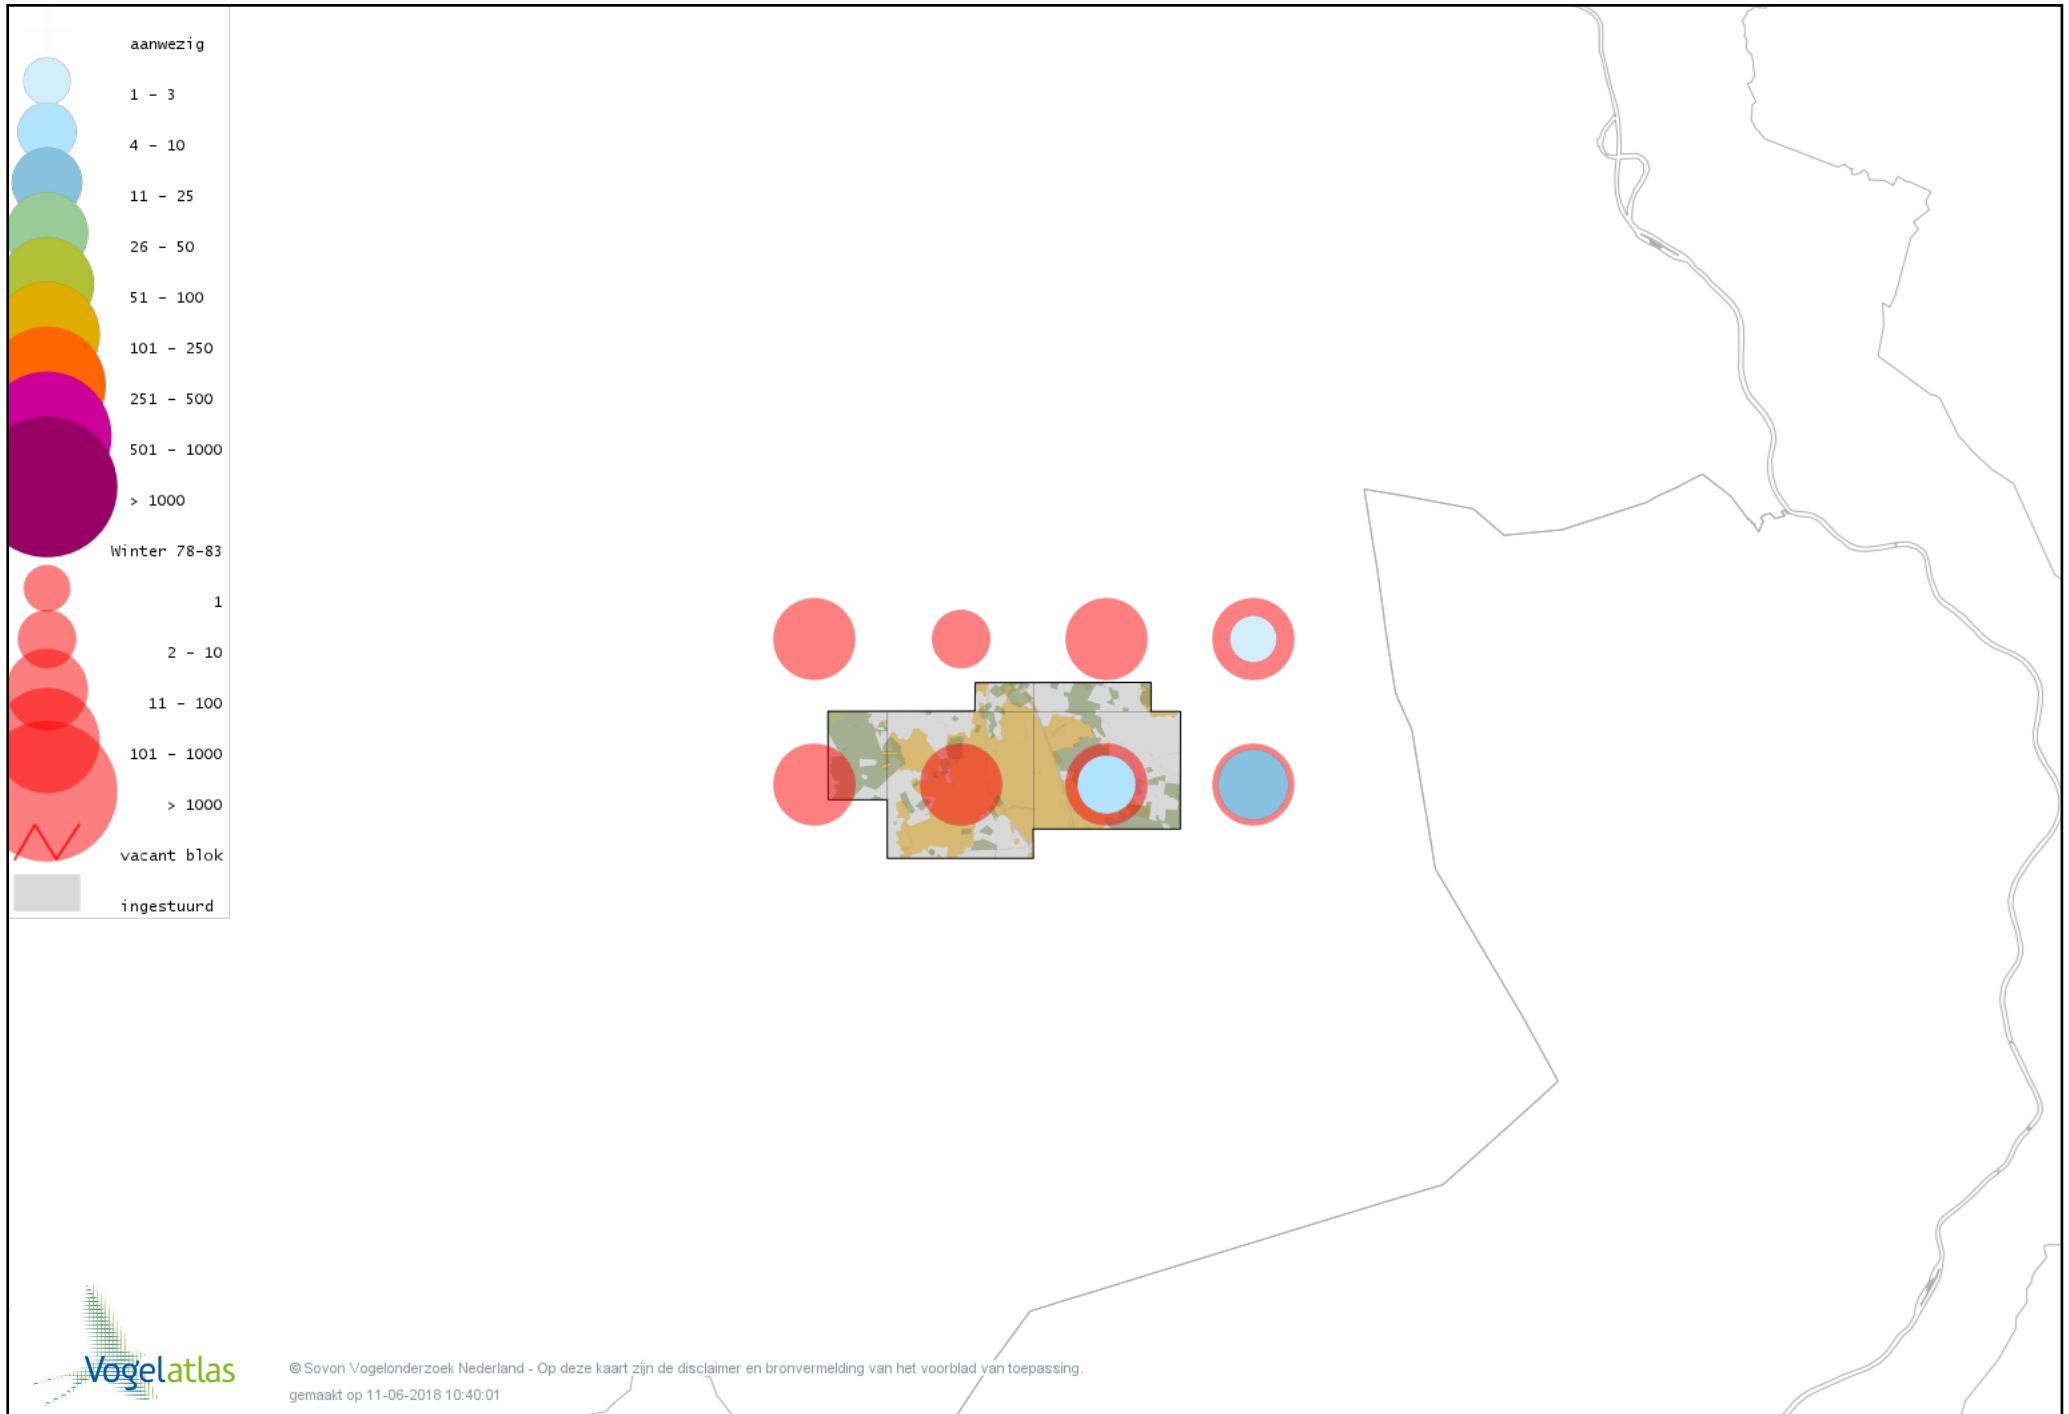 aanwezig
1 - 3
4 - 10
11 - 25
26 - 50
51 - 100
101 - 250
251 - 500
501 - 1000
> 1000
Winter 78-83
1
2 - 10
11 - 100
101 - 1000
> 1000
vacant blok
ingestuurd
Vogelatlas
© Sovon Vogelonderzoek Nederland - Op deze kaart zijn de disclaimer en bronvermelding van het voorblad van toepassing.
gemaakt op 11-06-2018 10:40:01